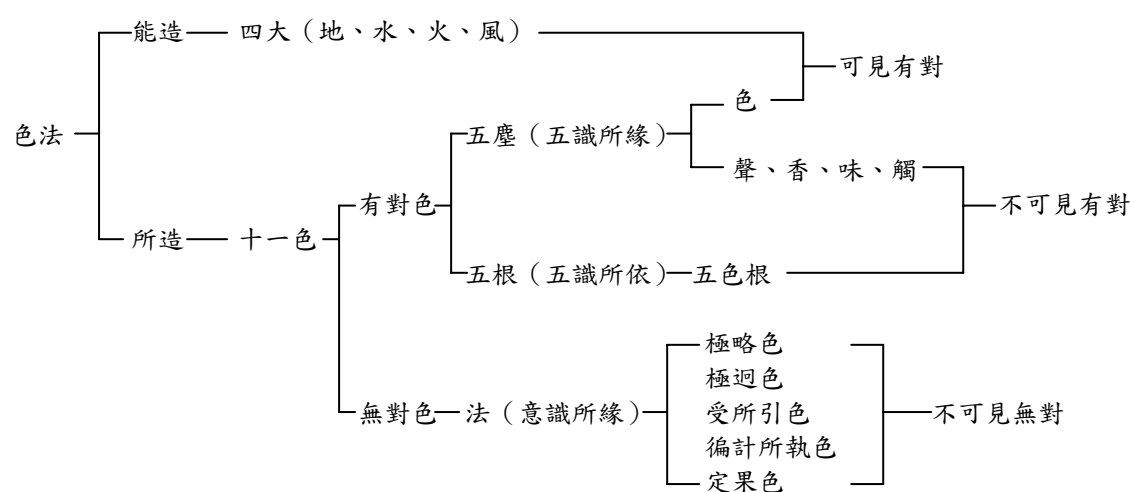 能造 四大（地、水、火、風）
可見有對
色
色法 五塵（五識所緣）
聲、香、味、觸
有對色 不可見有對
所造 十一色
五根（五識所依） 五色根
極略色
極迥色
無對色 法（意識所緣） 受所引色 不可見無對
徧計所執色
定果色